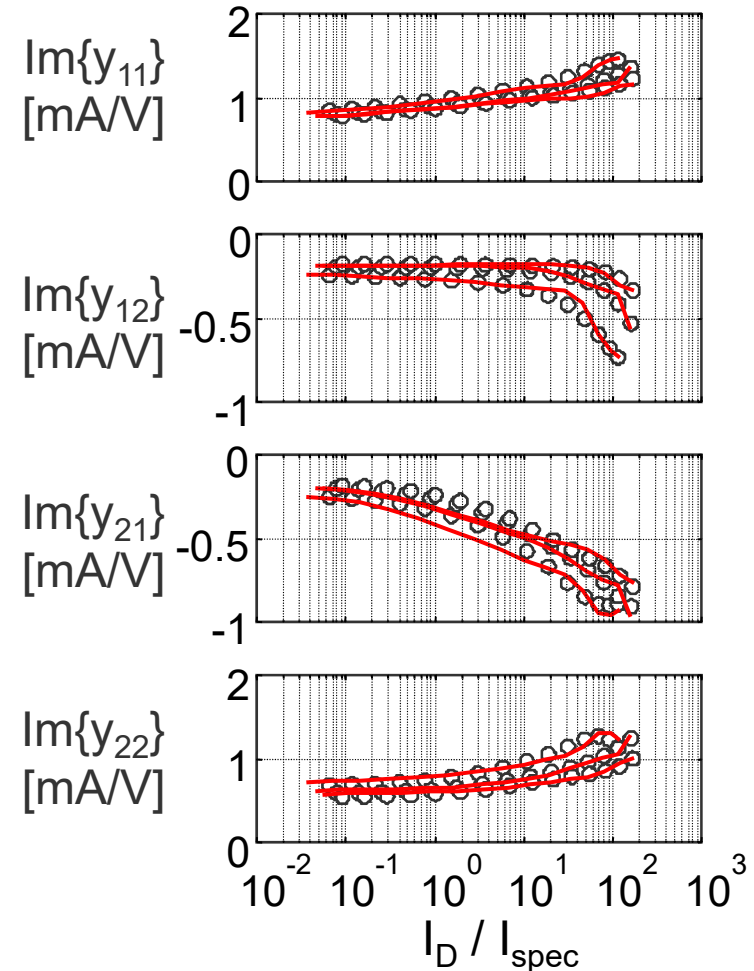 2
Im{y11}
[mA/V]
1
0
0
Im{y12}
[mA/V]
-0.5
-1
0
Im{y21}
[mA/V]
-0.5
-1
2
Im{y22}
[mA/V]
1
0
10-2 10-1 100 101 102 103
ID / Ispec